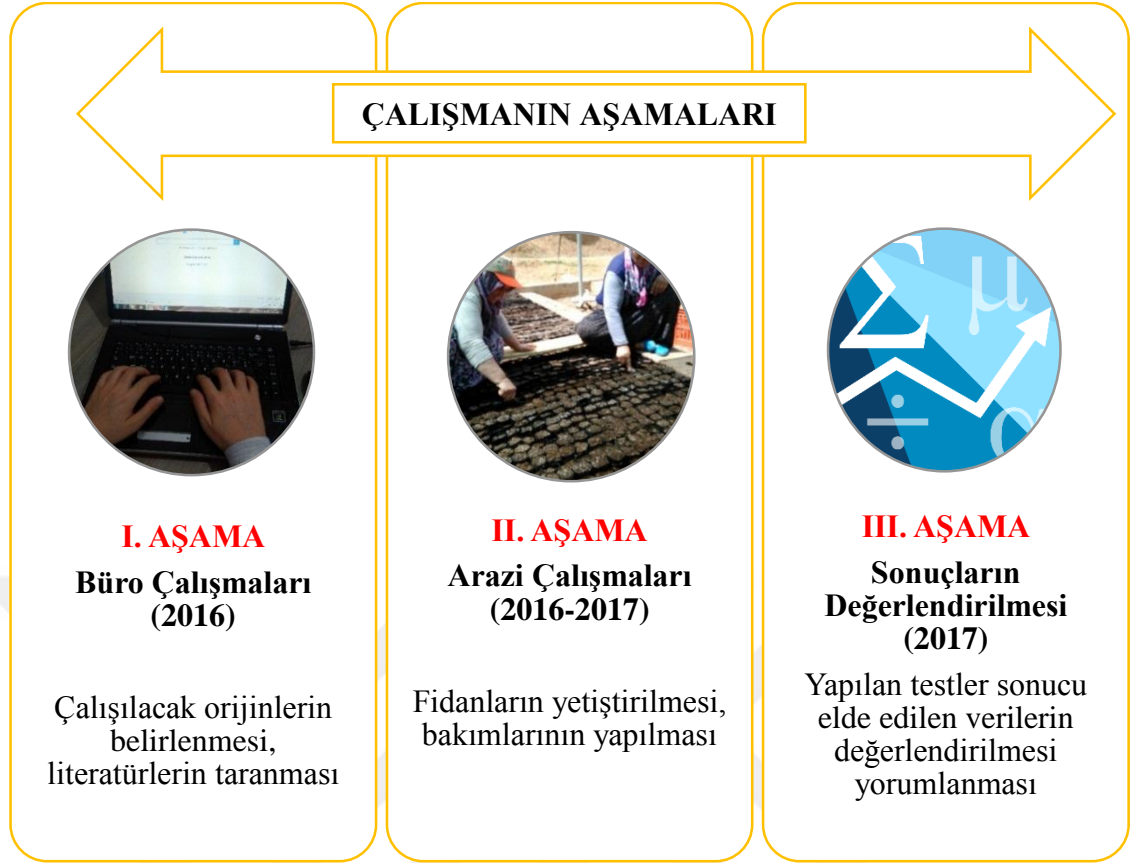 ÇALIŞMANIN AŞAMALARI
I. AŞAMA
Büro Çalışmaları
(2016)
Çalışılacak orijinlerin
belirlenmesi,
literatürlerin taranması
II. AŞAMA
Arazi Çalışmaları
(2016-2017)
Fidanların yetiştirilmesi,
bakımlarının yapılması
Σ
μ
÷
α
III. AŞAMA
Sonuçların
Değerlendirilmesi
(2017)
Yapılan testler sonucu
elde edilen verilerin
değerlendirilmesi
yorumlanması